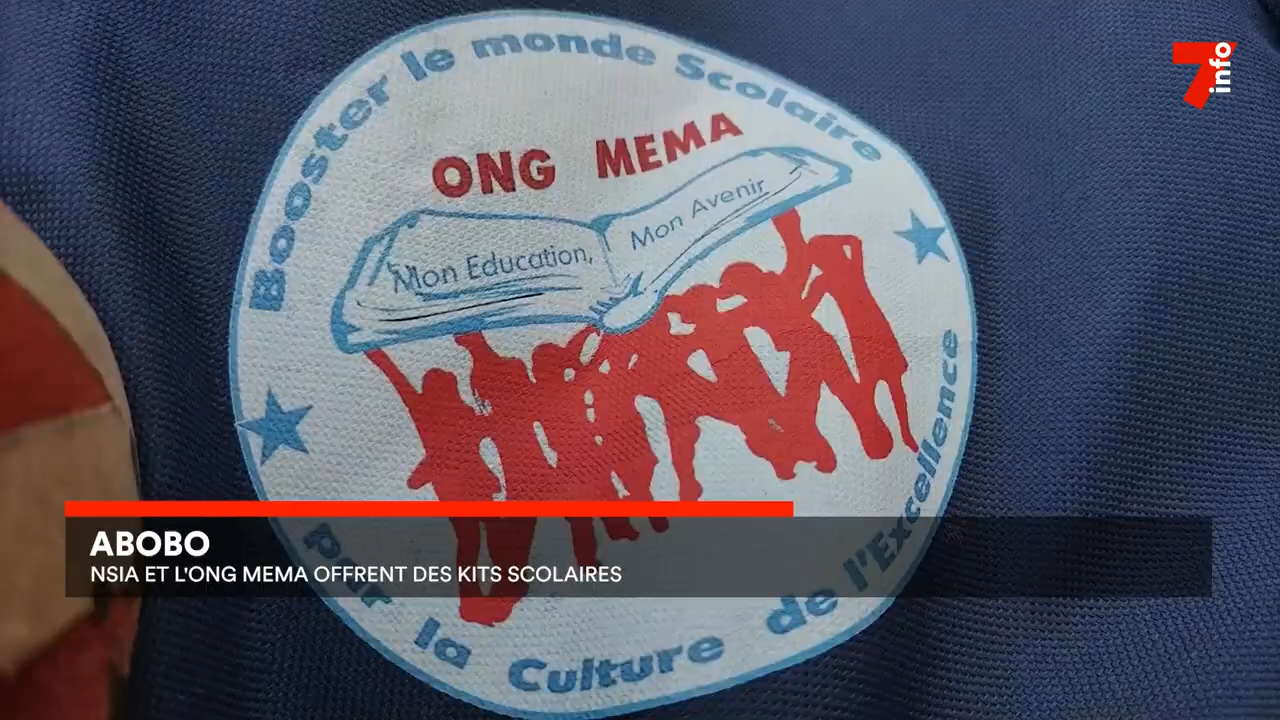 7info
Booster le monde Scolaire
ONG MEMA
Mon Education,
Mon Avenir
Par la Culture de l'Excellence
ABOBO
NSIA ET L'ONG MEMA OFFRENT DES KITS SCOLAIRES